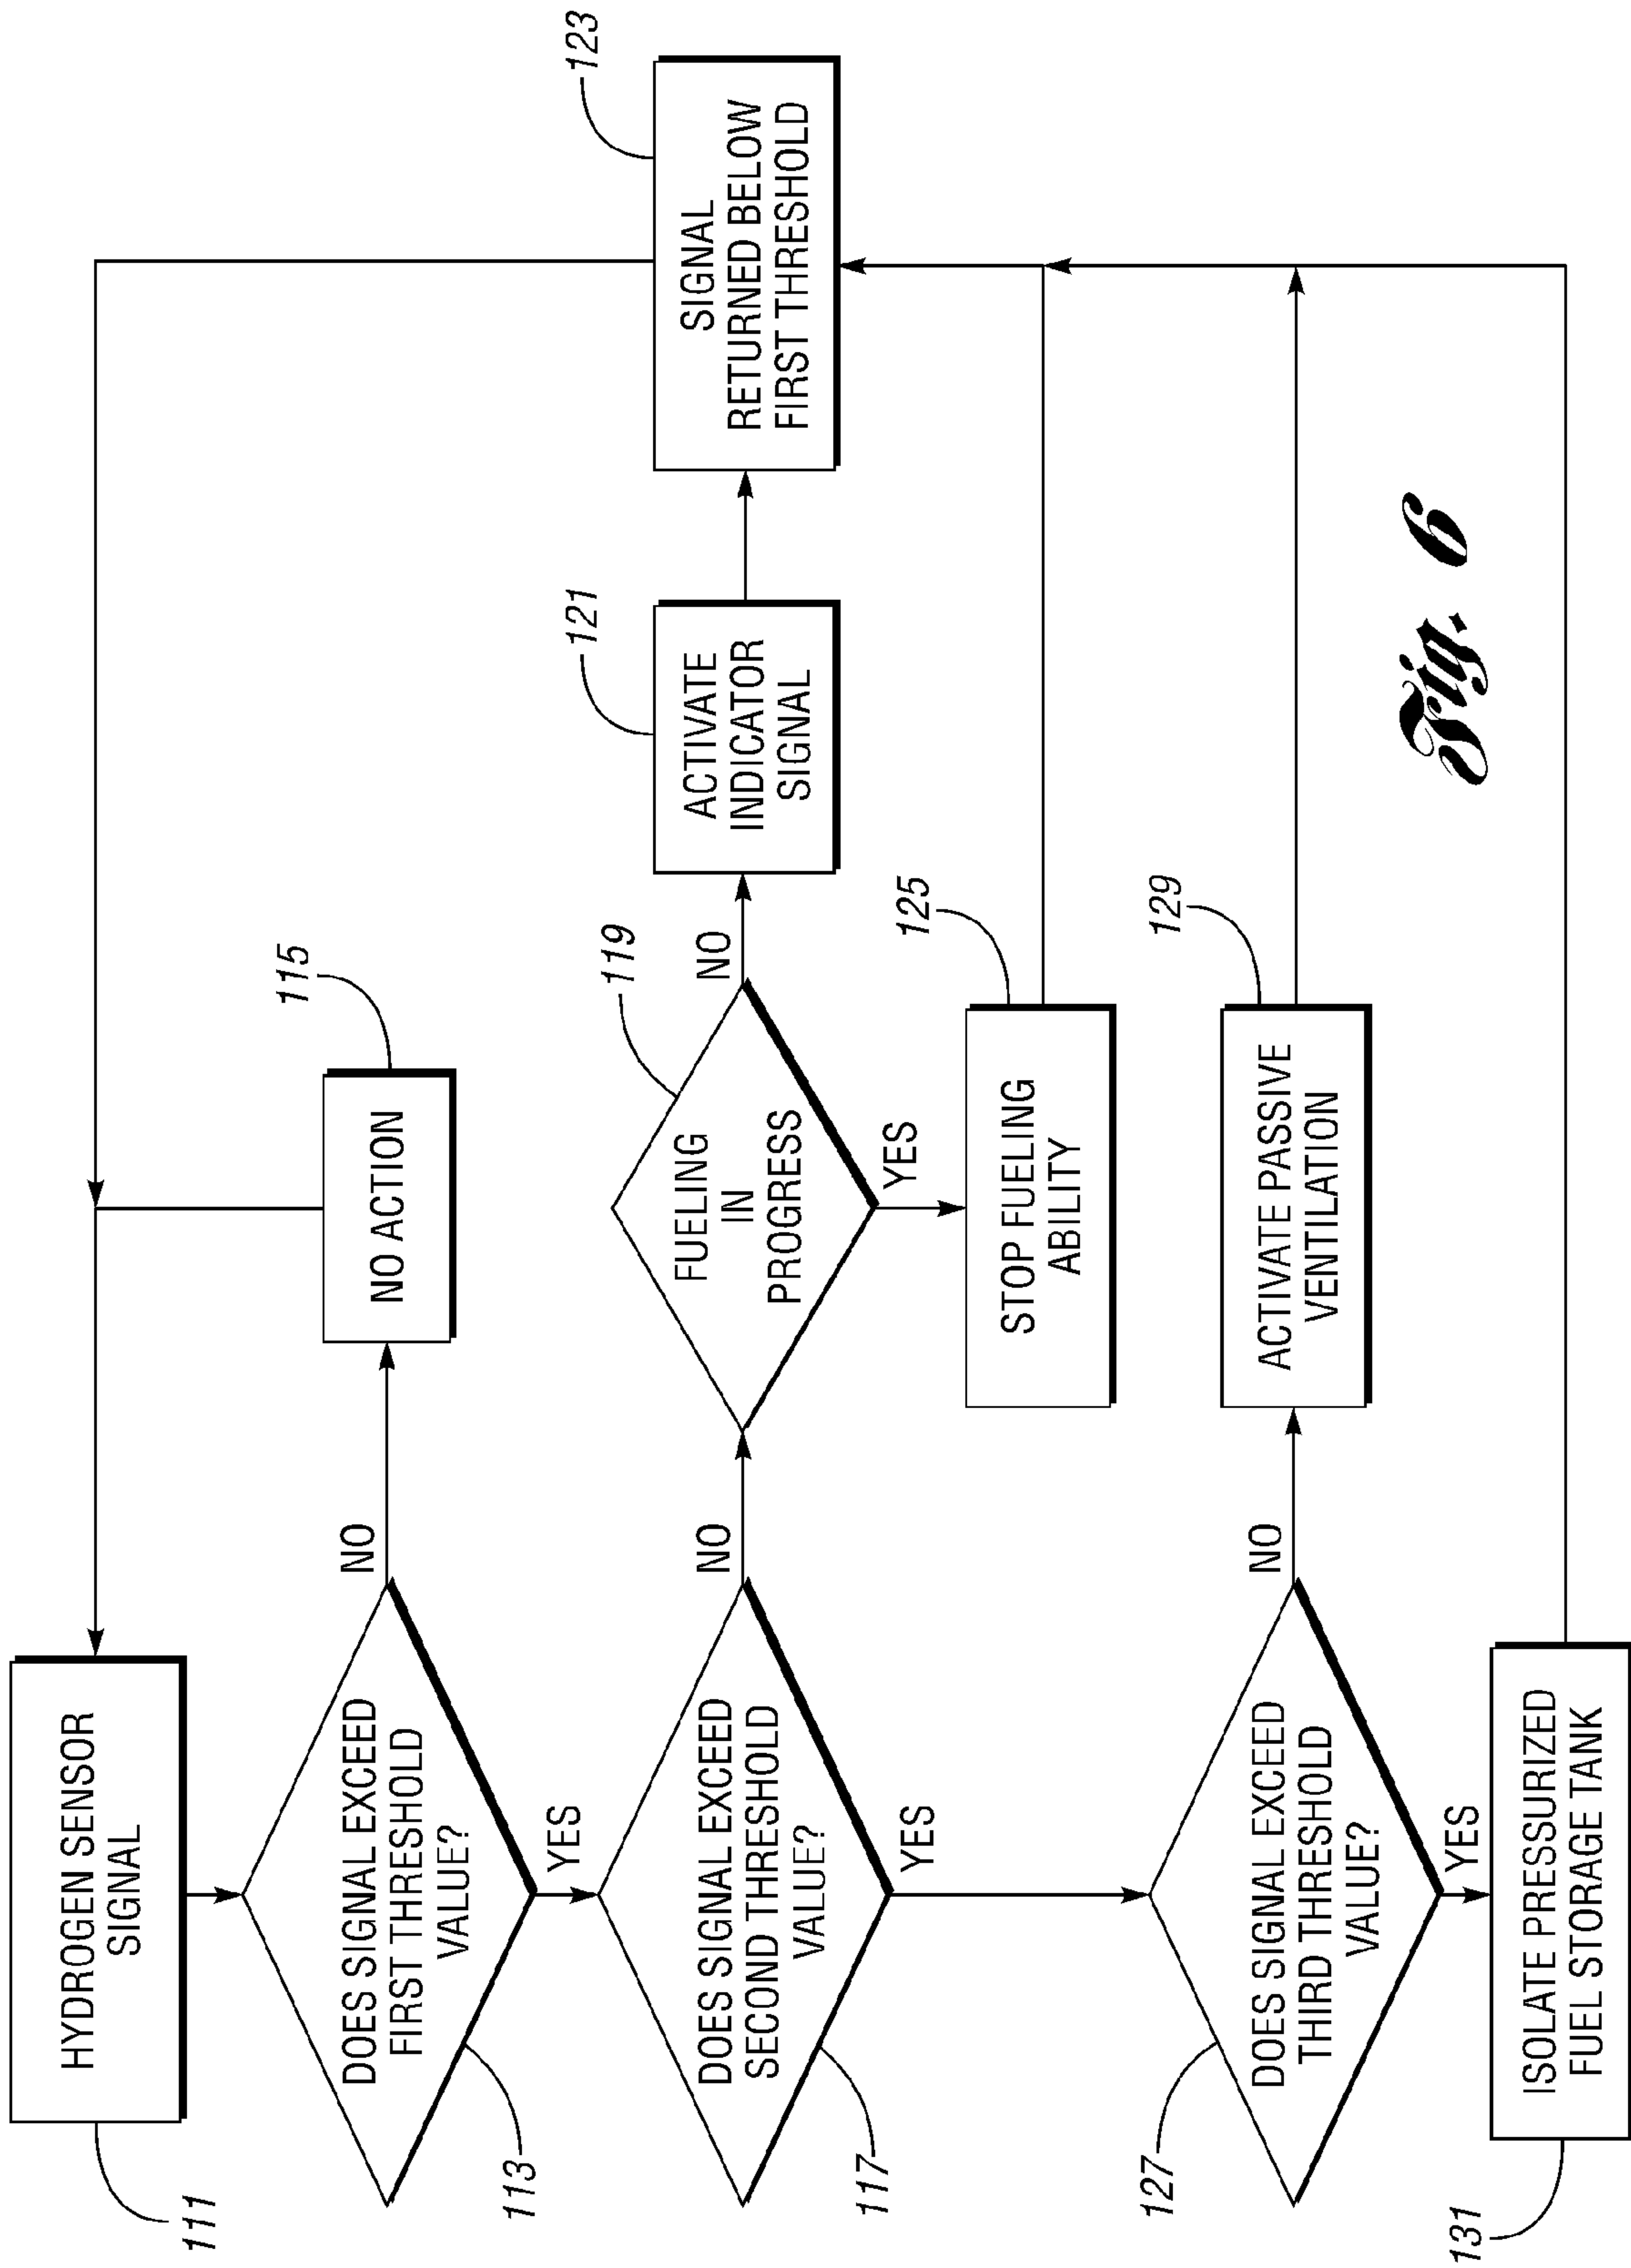 111
HYDROGEN SENSOR
SIGNAL
113
DOES SIGNAL EXCEED
FIRST THRESHOLD
VALUE?
NO
NO ACTION
115
YES
117
DOES SIGNAL EXCEED
SECOND THRESHOLD
VALUE?
NO
119
FUELING
IN
PROGRESS
NO
121
ACTIVATE
INDICATOR
SIGNAL
123
SIGNAL
RETURNED BELOW
FIRST THRESHOLD
YES
YES
125
STOP FUELING
ABILITY
127
DOES SIGNAL EXCEED
THIRD THRESHOLD
VALUE?
NO
129
ACTIVATE PASSIVE
VENTILATION
YES
131
ISOLATE PRESSURIZED
FUEL STORAGE TANK
Fig. 6